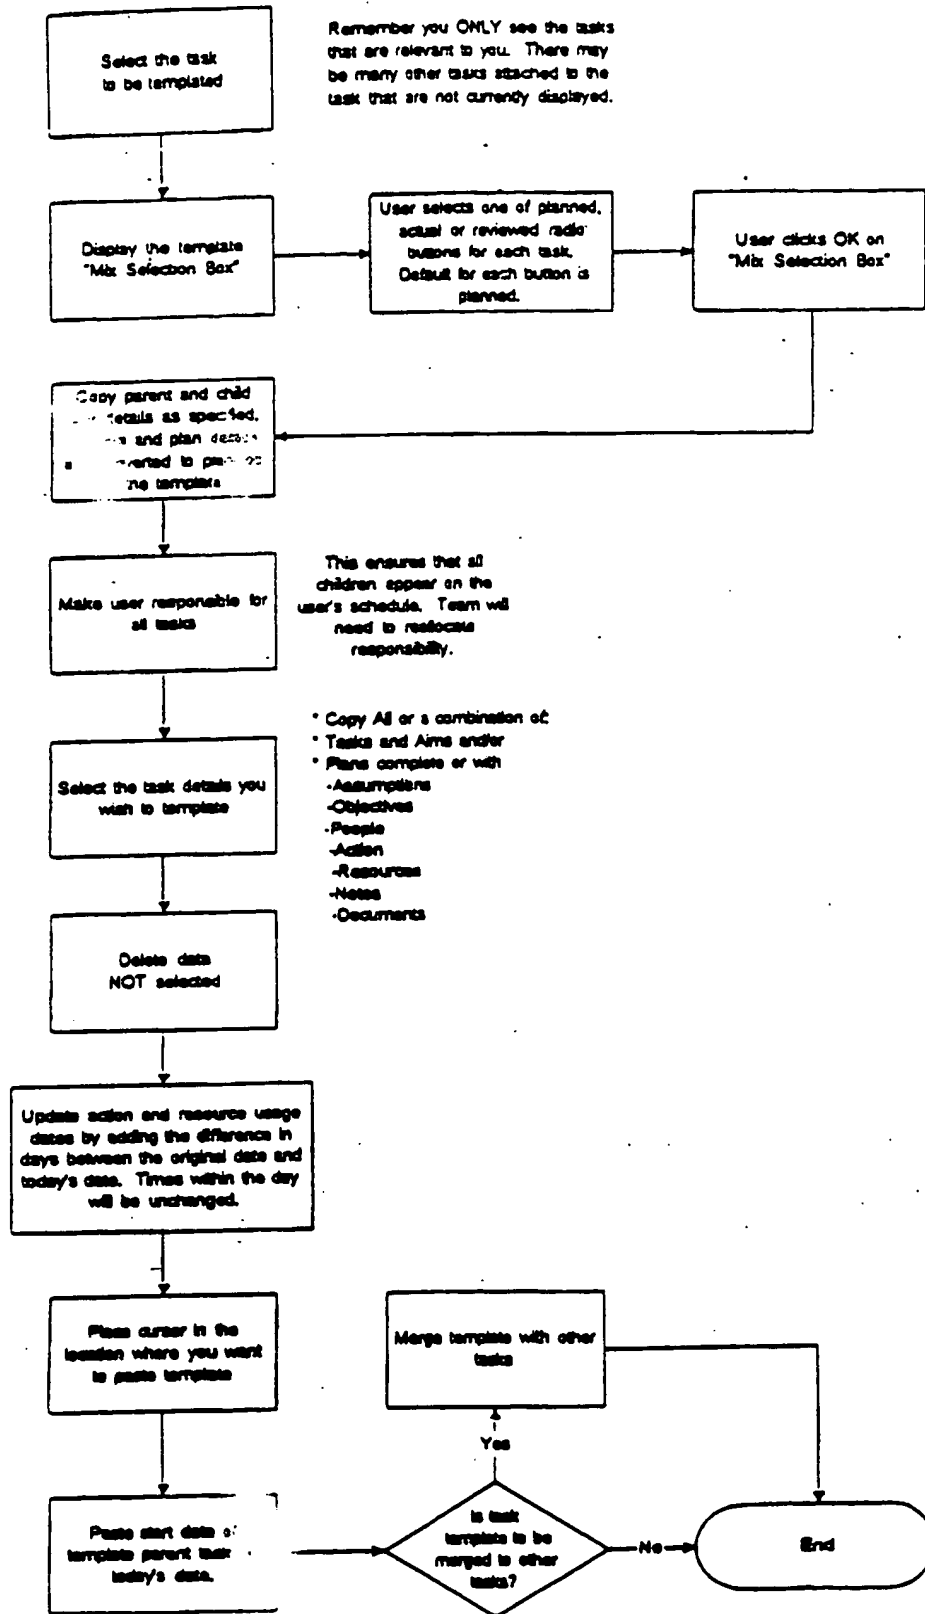 Select the task
to be templated
Remember you ONLY see the tasks
that are relevant to you. There may
be many other tasks attached to the
task that are not currently displayed.
Display the template
"Mix Selection Box"
User selects one of planned,
actual or reviewed radio
buttons for each task.
Default for each button is
planned.
User clicks OK on
"Mix Selection Box"
Copy parent and child
details as specified.
and plan
to
template
Make user responsible for
all tasks
This ensures that all
children appear on the
user's schedule. Team will
need to reallocate
responsibility.
Select the task details you
wish to template
* Copy All or a combination of:
* Tasks and Aims and/or
* Plans complete or with
-Assumptions
-Objectives
-People
-Action
-Resources
-Notes
-Documents
Delete data
NOT selected
Update action and resource usage
dates by adding the difference in
days between the original date and
today's date. Times within the day
will be unchanged.
Place cursor in the
location where you want
to paste template
Merge template with other
tasks
Yes
Paste start date
template parent task
today's date.
Is task
template to be
merged to other
tasks?
No
End